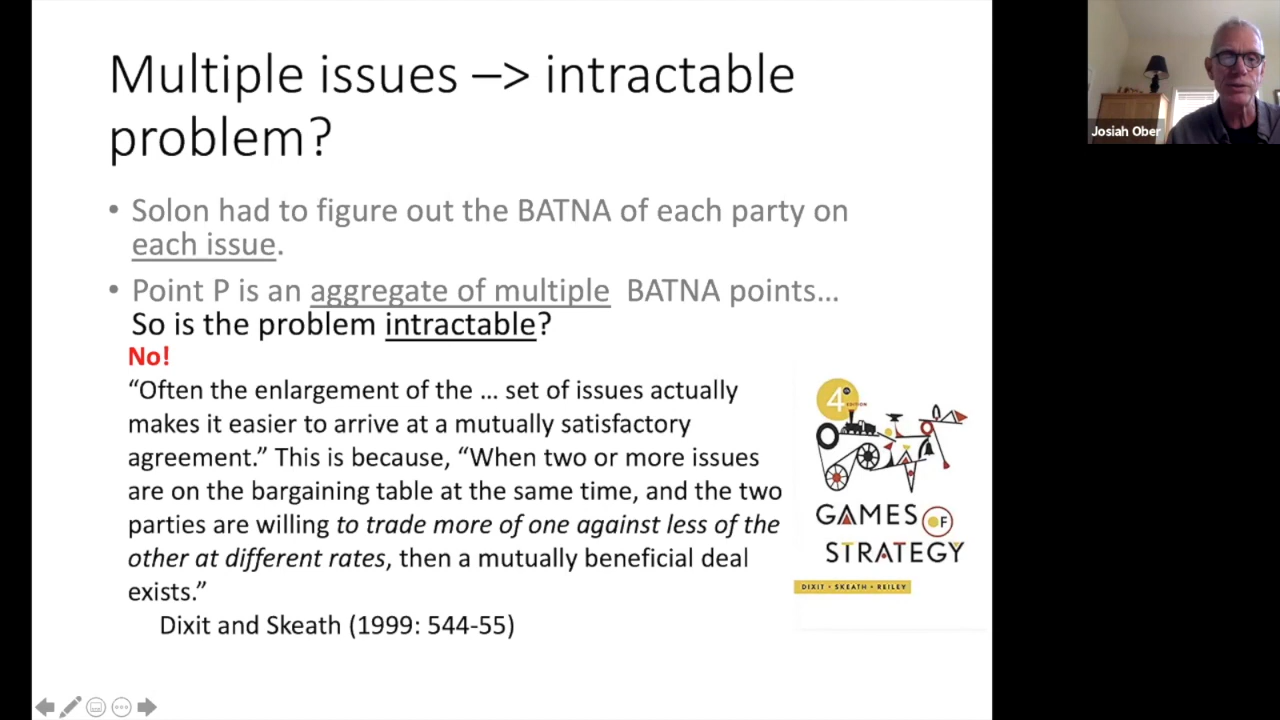 Multiple issues –> intractable
problem?
• Solon had to figure out the BATNA of each party on
each issue.
• Point P is an aggregate of multiple BATNA points…
So is the problem intractable?
No!
“Often the enlargement of the … set of issues actually
makes it easier to arrive at a mutually satisfactory
agreement.” This is because, “When two or more issues
are on the bargaining table at the same time, and the two
parties are willing to trade more of one against less of the
other at different rates, then a mutually beneficial deal
exists.”
Dixit and Skeath (1999: 544-55)
4TH EDITION
GAMES OF
STRATEGY
DIXIT • SKEATH • REILEY
Josiah Ober